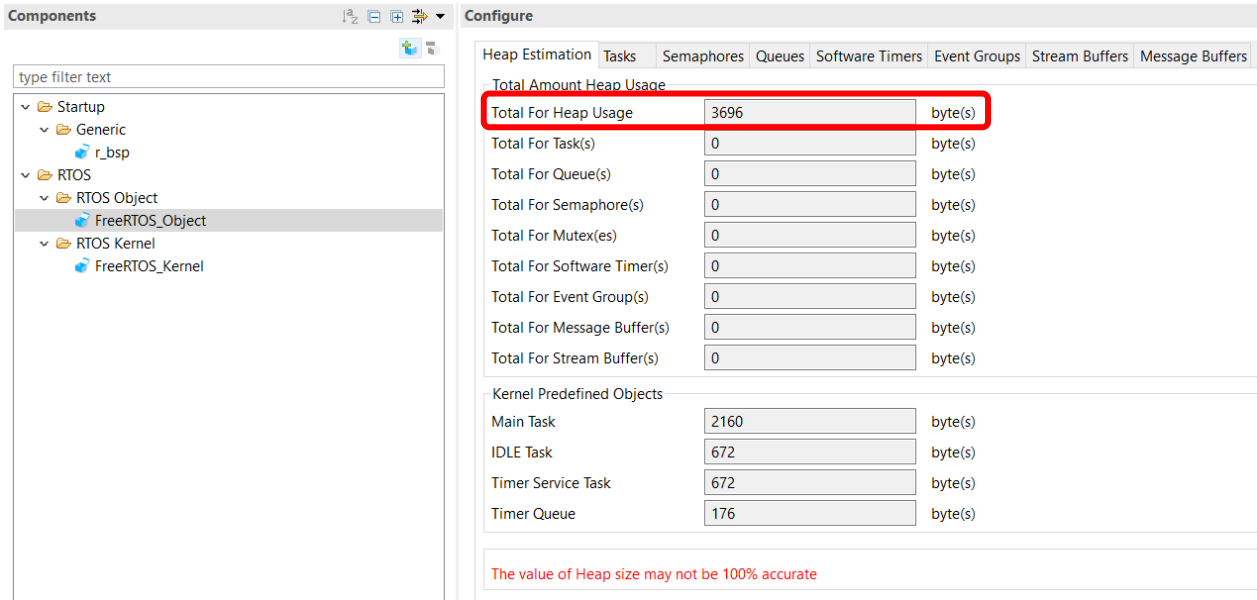 Components
Configure
type filter text
Startup
Generic
r_bsp
RTOS
RTOS Object
FreeRTOS_Object
RTOS Kernel
FreeRTOS_Kernel
Heap Estimation Tasks Semaphores Queues Software Timers Event Groups Stream Buffers Message Buffers
Total Amount Heap Usage
Total For Heap Usage 3696 byte(s)
Total For Task(s) 0 byte(s)
Total For Queue(s) 0 byte(s)
Total For Semaphore(s) 0 byte(s)
Total For Mutex(es) 0 byte(s)
Total For Software Timer(s) 0 byte(s)
Total For Event Group(s) 0 byte(s)
Total For Message Buffer(s) 0 byte(s)
Total For Stream Buffer(s) 0 byte(s)
Kernel Predefined Objects
Main Task 2160 byte(s)
IDLE Task 672 byte(s)
Timer Service Task 672 byte(s)
Timer Queue 176 byte(s)
The value of Heap size may not be 100% accurate